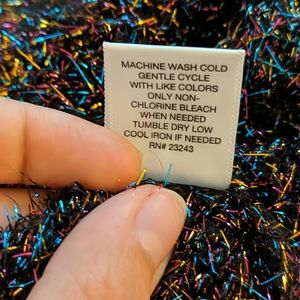 MACHINE WASH COLD
GENTLE CYCLE
WITH LIKE COLORS
ONLY NON-
CHLORINE BLEACH
WHEN NEEDED
TUMBLE DRY LOW
COOL IRON IF NEEDED
RN# 23243